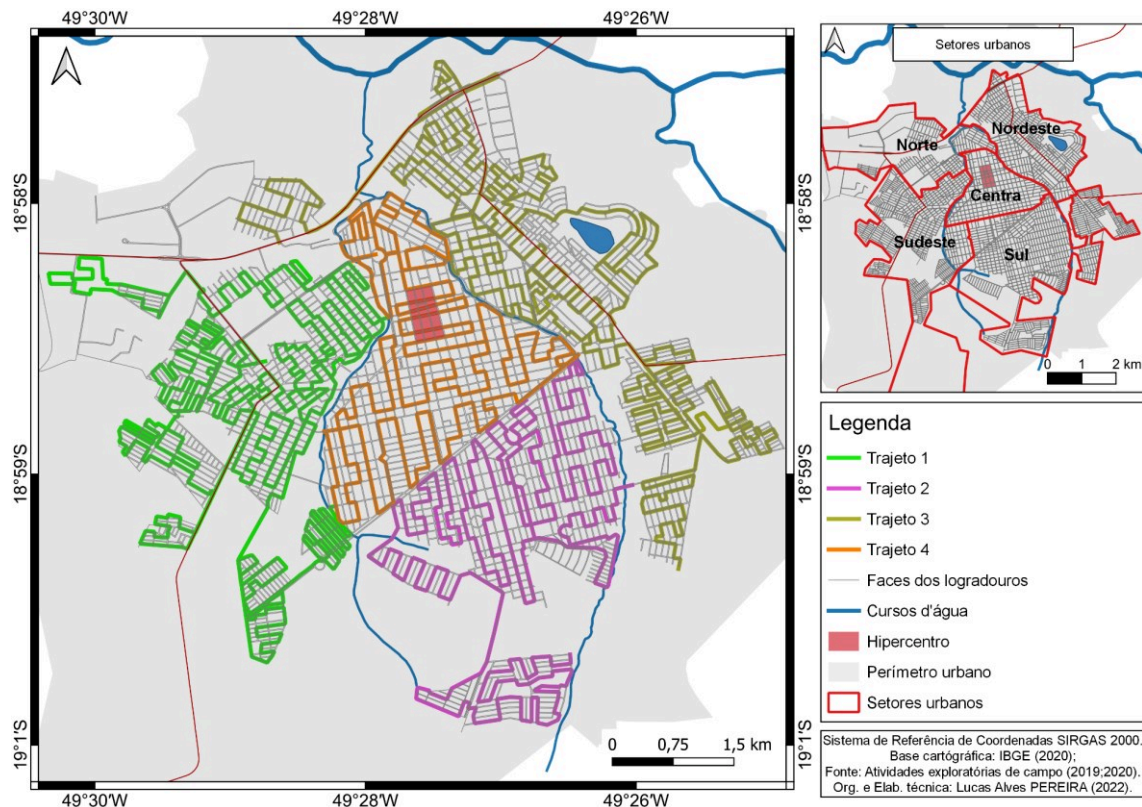 49°30'W
49°28'W
49°26'W
18°58'S
18°59'S
19°1'S
18°58'S
18°59'S
19°1'S
0
0,75
1,5 km
49°30'W
49°28'W
49°26'W
Setores urbanos
Norte
Nordeste
Centra
Sudeste
Sul
0
1
2 km
Legenda
Trajeto 1
Trajeto 2
Trajeto 3
Trajeto 4
Faces dos logradouros
Cursos d'água
Hipercentro
Perímetro urbano
Setores urbanos
Sistema de Referência de Coordenadas SIRGAS 2000.
Base cartográfica: IBGE (2020);
Fonte: Atividades exploratórias de campo (2019;2020).
Org. e Elab. técnica: Lucas Alves PEREIRA (2022).